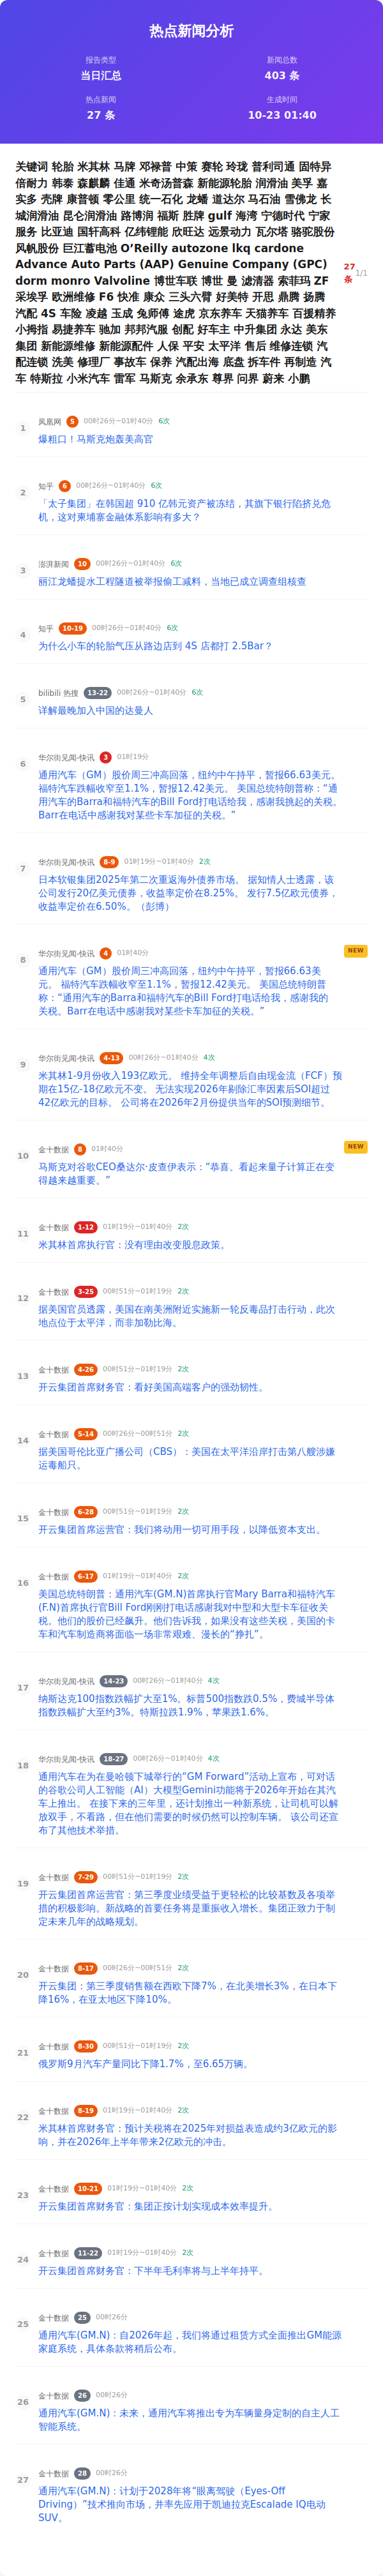 热点新闻分析
报告类型
当日汇总
新闻总数
403 条
热点新闻
27 条
生成时间
10-23 01:40
关键词 轮胎 米其林 马牌 邓禄普 中策 赛轮 玲珑 普利司通 固特异
倍耐力 韩泰 森麒麟 佳通 米奇汤普森 新能源轮胎 润滑油 美孚 嘉
实多 壳牌 康普顿 零公里 统一石化 龙蟠 道达尔 马石油 雪佛龙 长
城润滑油 昆仑润滑油 路博润 福斯 胜牌 gulf 海湾 宁德时代 宁家
服务 比亚迪 国轩高科 亿纬锂能 欣旺达 远景动力 瓦尔塔 骆驼股份
风帆股份 巨江蓄电池 O’Reilly autozone lkq cardone
Advance Auto Parts (AAP) Genuine Company (GPC)
dorm monro Valvoline 博世车联 博世 曼 滤清器 索菲玛 ZF
采埃孚 欧洲维修 F6 快准 康众 三头六臂 好美特 开思 鼎腾 扬腾
汽配 4S 车险 凌越 玉成 兔师傅 途虎 京东养车 天猫养车 百援精养
小拇指 易捷养车 驰加 邦邦汽服 创配 好车主 中升集团 永达 美东
集团 新能源维修 新能源配件 人保 平安 太平洋 售后 维修连锁 汽
配连锁 洗美 修理厂 事故车 保养 汽配出海 底盘 拆车件 再制造 汽
车 特斯拉 小米汽车 雷军 马斯克 余承东 尊界 问界 蔚来 小鹏
27
条
1/1
1
凤凰网 5 00时26分~01时40分 6次
爆粗口！马斯克炮轰美高官
2
知乎 6 00时26分~01时40分 6次
「太子集团」在韩国超 910 亿韩元资产被冻结，其旗下银行陷挤兑危
机，这对柬埔寨金融体系影响有多大？
3
澎湃新闻 10 00时26分~01时40分 6次
丽江龙蟠提水工程隧道被举报偷工减料，当地已成立调查组核查
4
知乎 10-19 00时26分~01时40分 6次
为什么小车的轮胎气压从路边店到 4S 店都打 2.5Bar？
5
bilibili 热搜 13-22 00时26分~01时40分 6次
详解最晚加入中国的达曼人
6
华尔街见闻-快讯 3 01时19分
通用汽车（GM）股价周三冲高回落，纽约中午持平，暂报66.63美元。
福特汽车跌幅收窄至1.1%，暂报12.42美元。 美国总统特朗普称：“通
用汽车的Barra和福特汽车的Bill Ford打电话给我，感谢我挑起的关税。
Barr在电话中感谢我对某些卡车加征的关税。”
7
华尔街见闻-快讯 8-9 01时19分~01时40分 2次
日本软银集团2025年第二次重返海外债券市场。 据知情人士透露，该
公司发行20亿美元债券，收益率定价在8.25%。 发行7.5亿欧元债券，
收益率定价在6.50%。（彭博）
8
华尔街见闻-快讯 4 01时40分
NEW
通用汽车（GM）股价周三冲高回落，纽约中午持平，暂报66.63美
元。 福特汽车跌幅收窄至1.1%，暂报12.42美元。 美国总统特朗普
称：“通用汽车的Barra和福特汽车的Bill Ford打电话给我，感谢我的
关税。Barr在电话中感谢我对某些卡车加征的关税。”
9
华尔街见闻-快讯 4-13 00时26分~01时40分 4次
米其林1-9月份收入193亿欧元。 维持全年调整后自由现金流（FCF）预
期在15亿-18亿欧元不变。 无法实现2026年剔除汇率因素后SOI超过
42亿欧元的目标。 公司将在2026年2月份提供当年的SOI预测细节。
10
金十数据 8 01时40分
NEW
马斯克对谷歌CEO桑达尔·皮查伊表示：“恭喜。看起来量子计算正在变
得越来越重要。”
11
金十数据 1-12 01时19分~01时40分 2次
米其林首席执行官：没有理由改变股息政策。
12
金十数据 3-25 00时51分~01时19分 2次
据美国官员透露，美国在南美洲附近实施新一轮反毒品打击行动，此次
地点位于太平洋，而非加勒比海。
13
金十数据 4-26 00时51分~01时19分 2次
开云集团首席财务官：看好美国高端客户的强劲韧性。
14
金十数据 5-14 00时26分~00时51分 2次
据美国哥伦比亚广播公司（CBS）：美国在太平洋沿岸打击第八艘涉嫌
运毒船只。
15
金十数据 6-28 00时51分~01时19分 2次
开云集团首席运营官：我们将动用一切可用手段，以降低资本支出。
16
金十数据 6-17 01时19分~01时40分 2次
美国总统特朗普：通用汽车(GM.N)首席执行官Mary Barra和福特汽车
(F.N)首席执行官Bill Ford刚刚打电话感谢我对中型和大型卡车征收关
税。他们的股价已经飙升。他们告诉我，如果没有这些关税，美国的卡
车和汽车制造商将面临一场非常艰难、漫长的“挣扎”。
17
华尔街见闻-快讯 14-23 00时26分~01时40分 4次
纳斯达克100指数跌幅扩大至1%。标普500指数跌0.5%，费城半导体
指数跌幅扩大至约3%。特斯拉跌1.9%，苹果跌1.6%。
18
华尔街见闻-快讯 18-27 00时26分~01时40分 4次
通用汽车在为在曼哈顿下城举行的“GM Forward”活动上宣布，可对话
的谷歌公司人工智能（AI）大模型Gemini功能将于2026年开始在其汽
车上推出。 在接下来的三年里，还计划推出一种新系统，让司机可以解
放双手，不看路，但在他们需要的时候仍然可以控制车辆。 该公司还宣
布了其他技术举措。
19
金十数据 7-29 00时51分~01时19分 2次
开云集团首席运营官：第三季度业绩受益于更轻松的比较基数及各项举
措的积极影响。新战略的首要任务将是重振收入增长。集团正致力于制
定未来几年的战略规划。
20
金十数据 8-17 00时26分~00时51分 2次
开云集团：第三季度销售额在西欧下降7%，在北美增长3%，在日本下
降16%，在亚太地区下降10%。
21
金十数据 8-30 00时51分~01时19分 2次
俄罗斯9月汽车产量同比下降1.7%，至6.65万辆。
22
金十数据 8-19 01时19分~01时40分 2次
米其林首席财务官：预计关税将在2025年对损益表造成约3亿欧元的影
响，并在2026年上半年带来2亿欧元的冲击。
23
金十数据 10-21 01时19分~01时40分 2次
开云集团首席财务官：集团正按计划实现成本效率提升。
24
金十数据 11-22 01时19分~01时40分 2次
开云集团首席财务官：下半年毛利率将与上半年持平。
25
金十数据 25 00时26分
通用汽车(GM.N)：自2026年起，我们将通过租赁方式全面推出GM能源
家庭系统，具体条款将稍后公布。
26
金十数据 26 00时26分
通用汽车(GM.N)：未来，通用汽车将推出专为车辆量身定制的自主人工
智能系统。
27
金十数据 28 00时26分
通用汽车(GM.N)：计划于2028年将“眼离驾驶（Eyes-Off
Driving）”技术推向市场，并率先应用于凯迪拉克Escalade IQ电动
SUV。